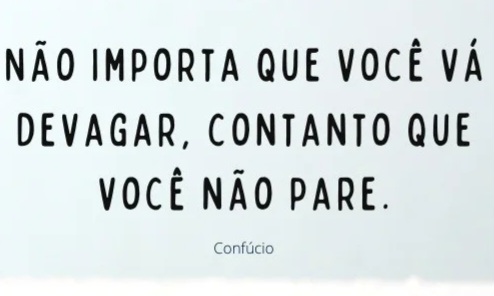 NÃO IMPORTA QUE VOCÊ VÁ
DEVAGAR, CONTANTO QUE
VOCÊ NÃO PARE.
Confúcio